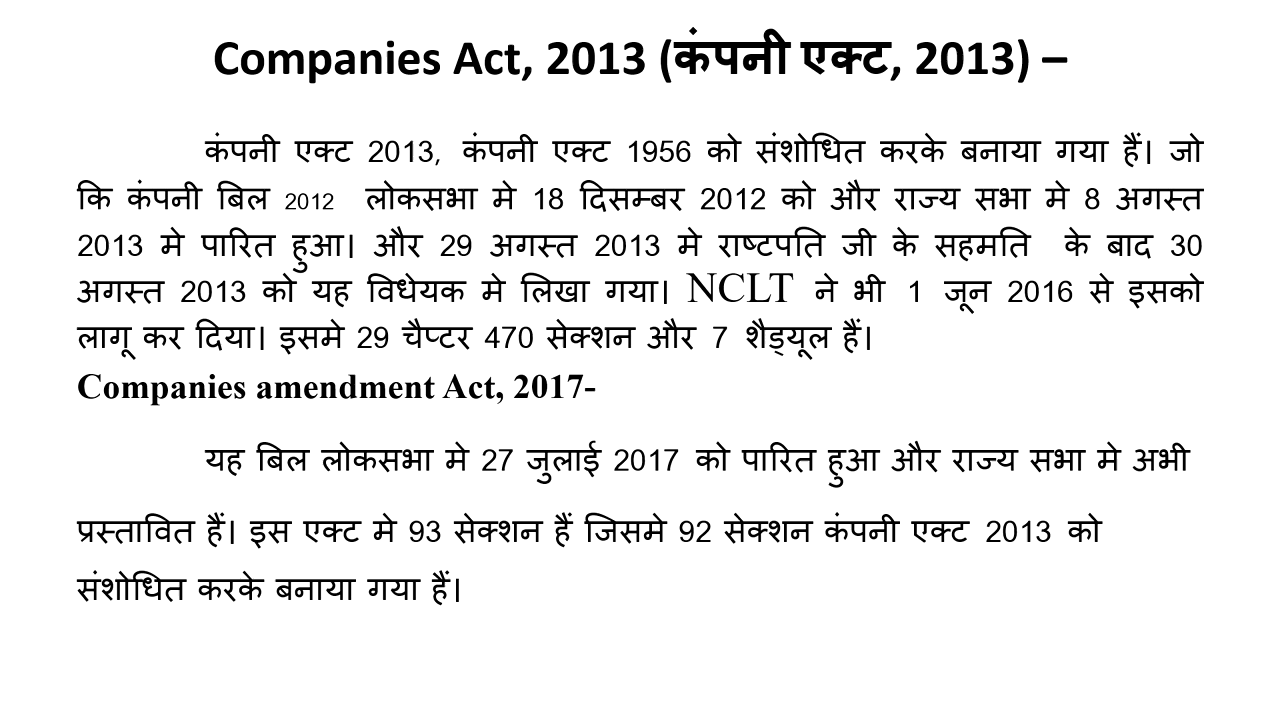 Companies Act, 2013 (कंपनी एक्ट, 2013) –
कंपनी एक्ट 2013, कंपनी एक्ट 1956 को संशोधित करके बनाया गया हैं। जो
कि कंपनी बिल 2012 लोकसभा मे 18 दिसम्बर 2012 को और राज्य सभा मे 8 अगस्त
2013 मे पारित हुआ। और 29 अगस्त 2013 मे राष्टपति जी के सहमति के बाद 30
अगस्त 2013 को यह विधेयक मे लिखा गया। NCLT ने भी 1 जून 2016 से इसको
लागू कर दिया। इसमे 29 चैप्टर 470 सेक्शन और 7 शैड्यूल हैं।
Companies amendment Act, 2017-
यह बिल लोकसभा मे 27 जुलाई 2017 को पारित हुआ और राज्य सभा मे अभी
प्रस्तावित हैं। इस एक्ट मे 93 सेक्शन हैं जिसमे 92 सेक्शन कंपनी एक्ट 2013 को
संशोधित करके बनाया गया हैं।